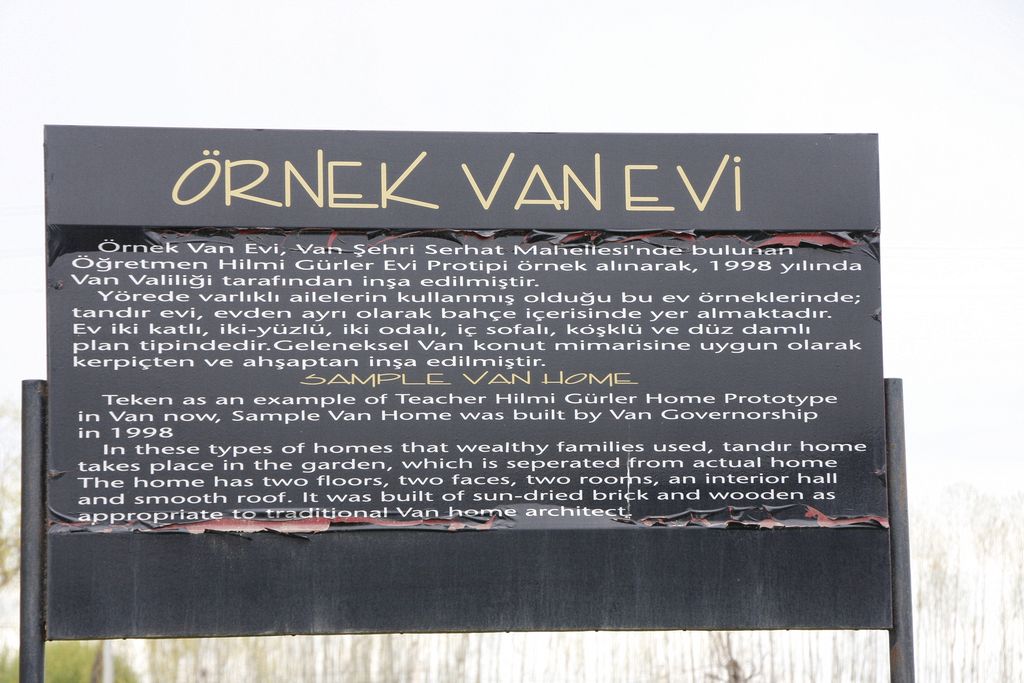 ÖRNEK VAN EVİ
Örnek Van Evi, Van Şehri Serhat Mahellesi'nde bulunan
Öğretmen Hilmi Gürler Evi Protipi örnek alınarak, 1998 yılında
Van Valiliği tarafından inşa edilmiştir.
Yörede varlıklı ailelerin kullanmış olduğu bu ev örneklerinde;
tandır evi, evden ayrı olarak bahçe içerisinde yer almaktadır.
Ev iki katlı, iki-yüzlü, iki odalı, iç sofalı, köşklü ve düz damlı
plan tipindedir.Geleneksel Van konut mimarisine uygun olarak
kerpiçten ve ahşaptan inşa edilmiştir.
SAMPLE VAN HOME
Teken as an example of Teacher Hilmi Gürler Home Prototype
in Van now, Sample Van Home was built by Van Governorship
in 1998
In these types of homes that wealthy families used, tandır home
takes place in the garden, which is seperated from actual home
The home has two floors, two faces, two rooms, an interior hall
and smooth roof. It was built of sun-dried brick and wooden as
appropriate to traditional Van home architect.